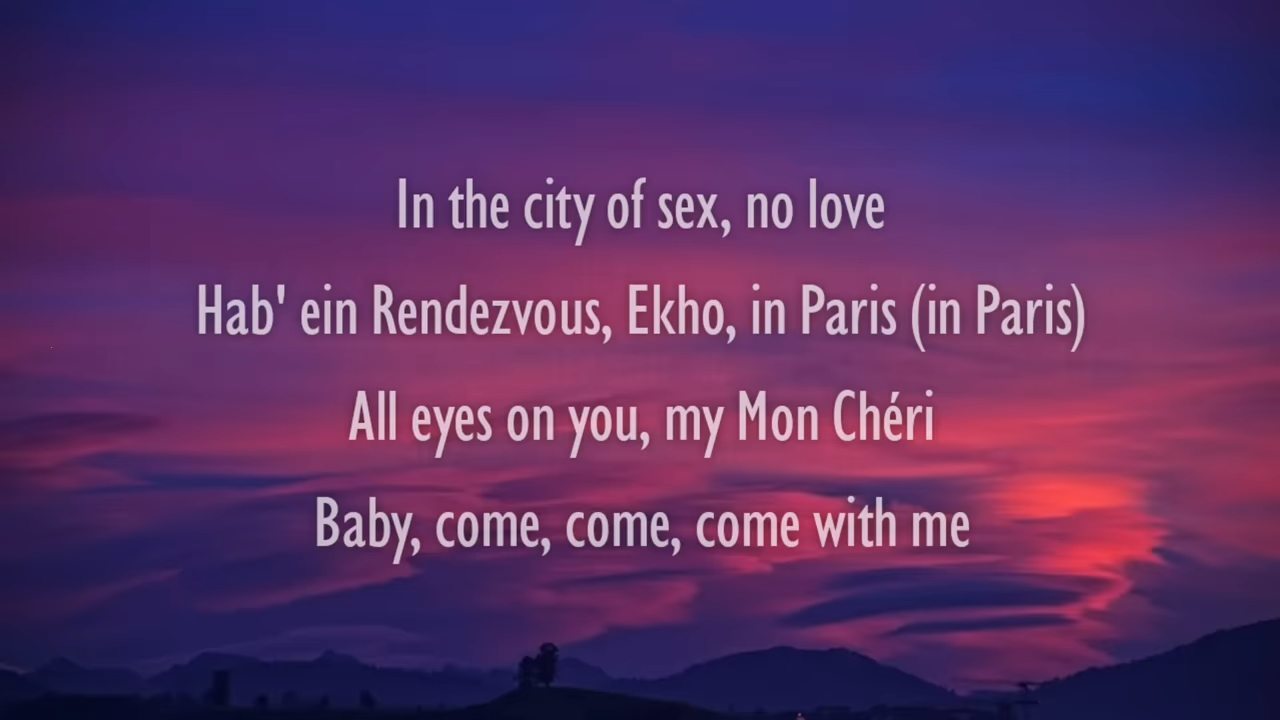 In the city of sex, no love
Hab' ein Rendezvous, Ekho, in Paris (in Paris)
All eyes on you, my Mon Chéri
Baby, come, come, come with me